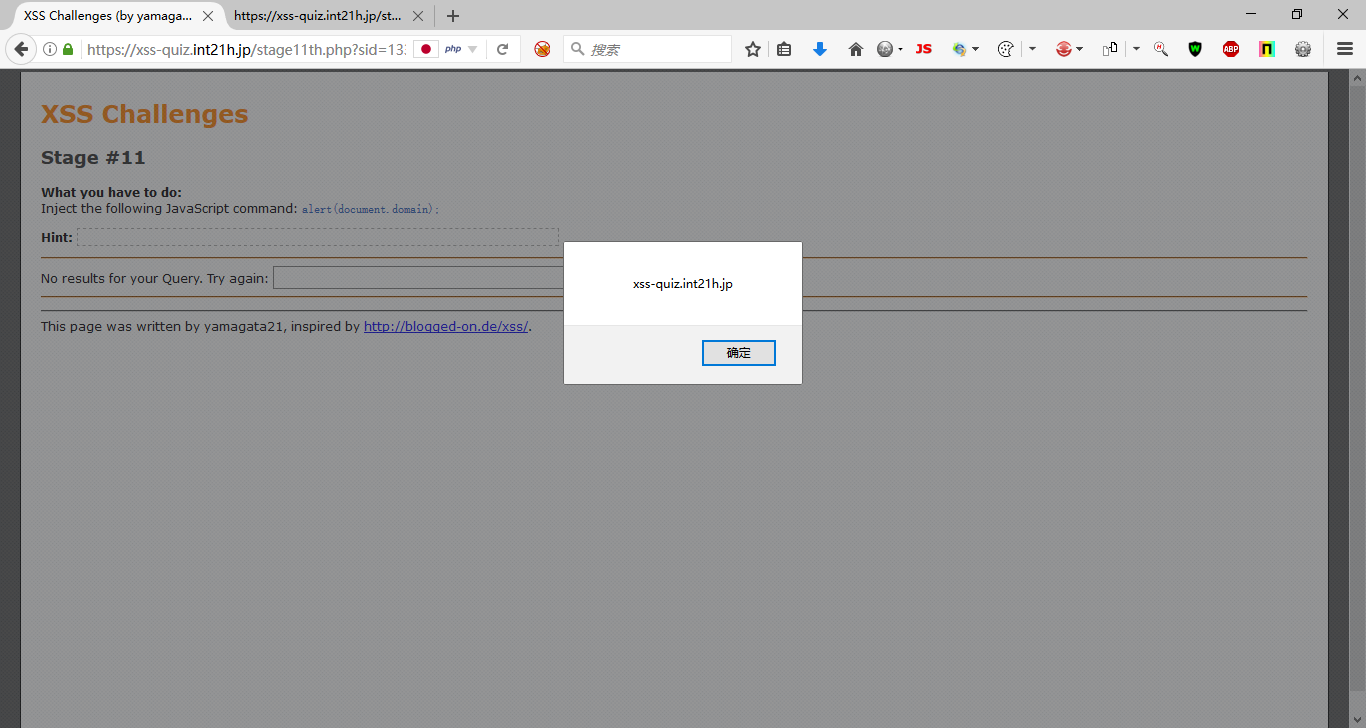 XSS Challenges (by yamaga...
https://xss-quiz.int21h.jp/st...
https://xss-quiz.int21h.jp/stage11th.php?sid=13
php
搜索
JS
W
ABP
XSS Challenges
Stage #11
What you have to do:
Inject the following JavaScript command: alert(document.domain);
Hint:
No results for your Query. Try again:
This page was written by yamagata21, inspired by http://blogged-on.de/xss/.
xss-quiz.int21h.jp
确定